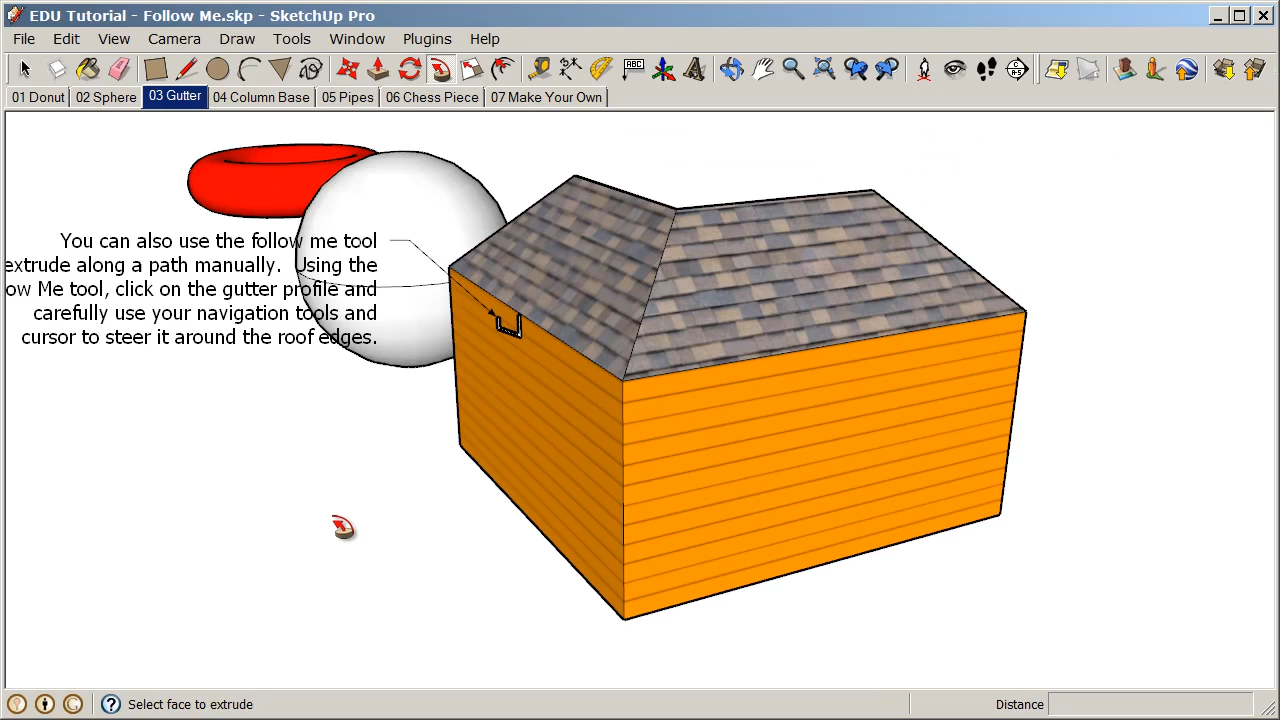 EDU Tutorial - Follow Me.skp - SketchUp Pro
File Edit View Camera Draw Tools Window Plugins Help
ABC
A
01 Donut 02 Sphere 03 Gutter 04 Column Base 05 Pipes 06 Chess Piece 07 Make Your Own
You can also use the follow me tool
extrude along a path manually. Using the
ow Me tool, click on the gutter profile and
carefully use your navigation tools and
cursor to steer it around the roof edges.
? Select face to extrude Distance